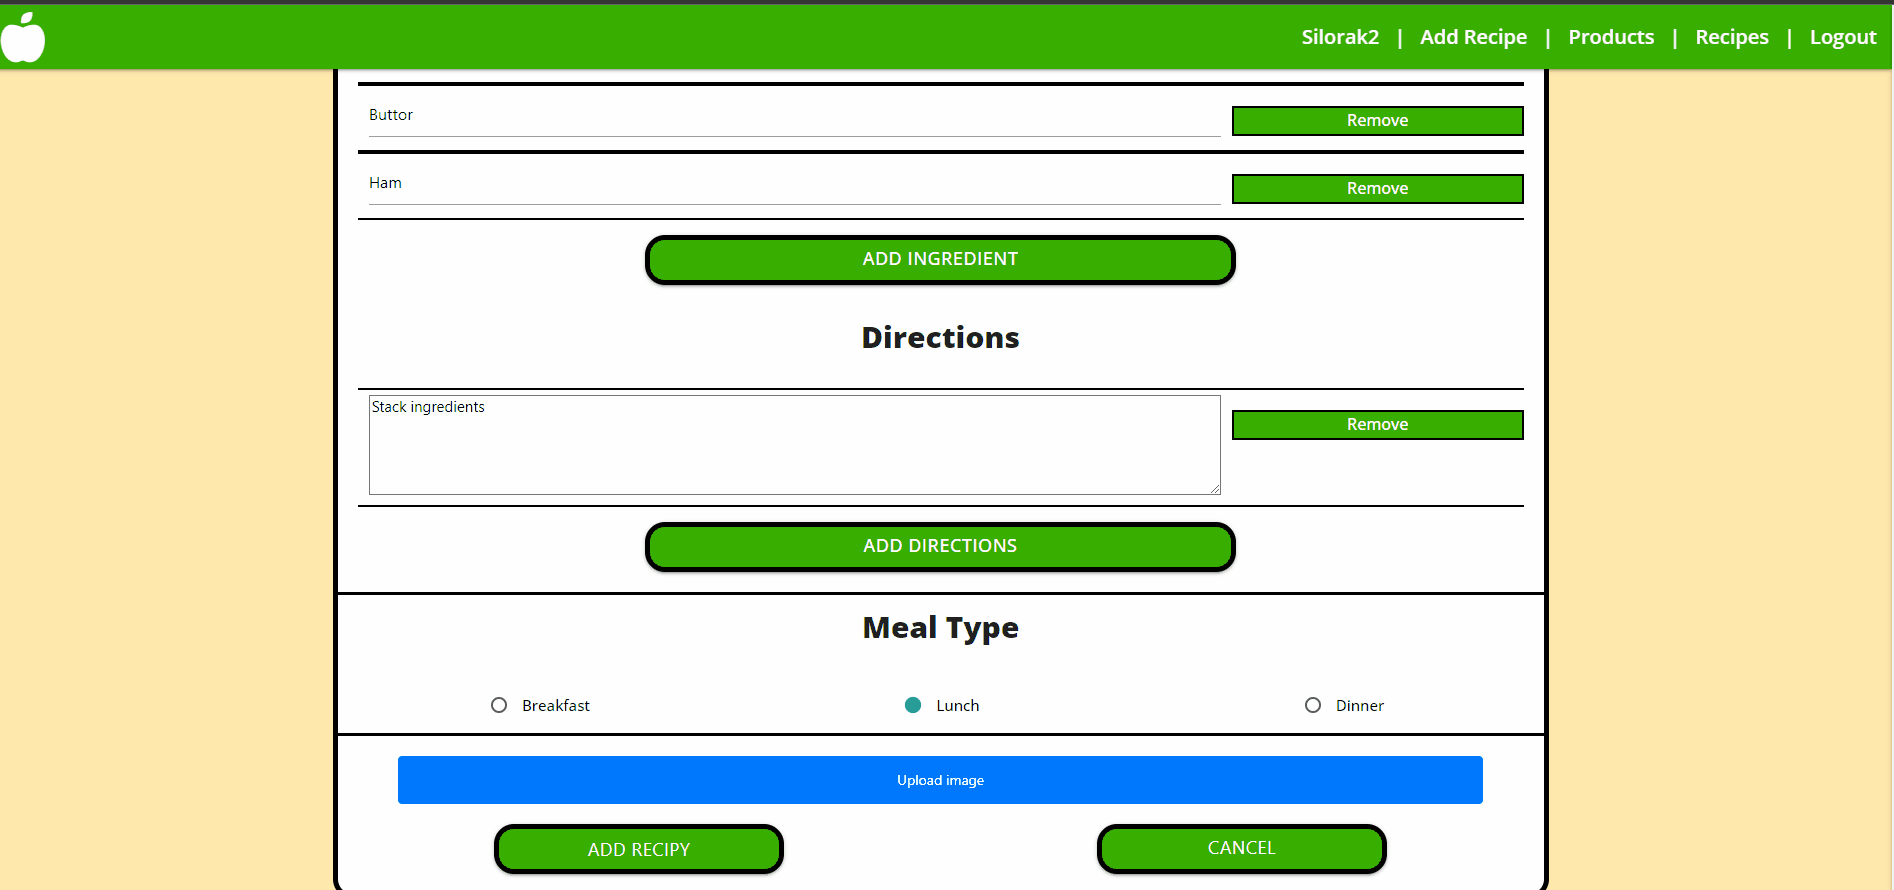 Silorak2 | Add Recipe | Products | Recipes | Logout
Buttor
Remove
Ham
Remove
ADD INGREDIENT
Directions
Stack ingredients
Remove
ADD DIRECTIONS
Meal Type
Breakfast Lunch Dinner
Upload image
ADD RECIPY CANCEL